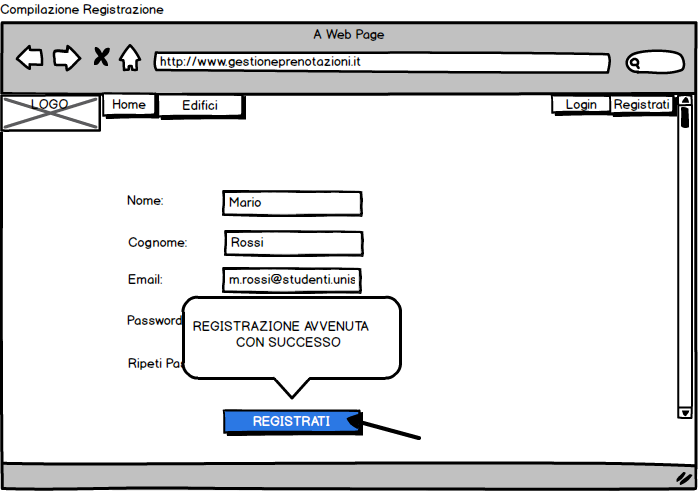 Compilazione Registrazione
A Web Page
http://www.gestioneprenotazioni.it
LOGO
Home
Edifici
Login
Registrati
Nome:
Mario
Cognome:
Rossi
Email:
m.rossi@studenti.unis
Password
REGISTRAZIONE AVVENUTA
CON SUCCESSO
Ripeti Pas
REGISTRATI